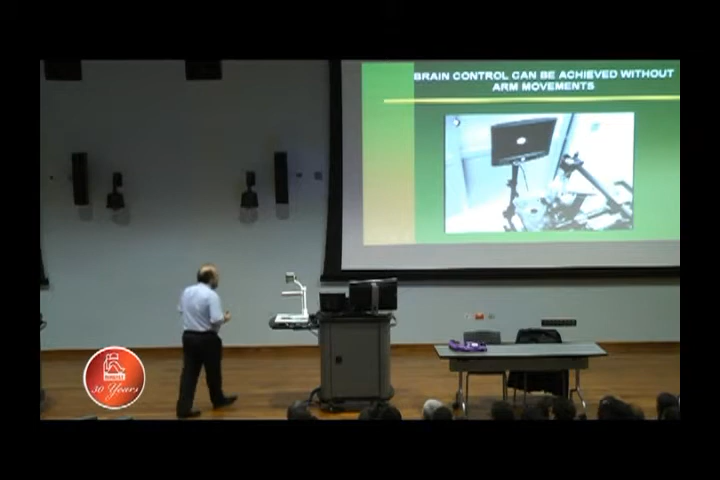 BRAIN CONTROL CAN BE ACHIEVED WITHOUT
ARM MOVEMENTS
30 Years